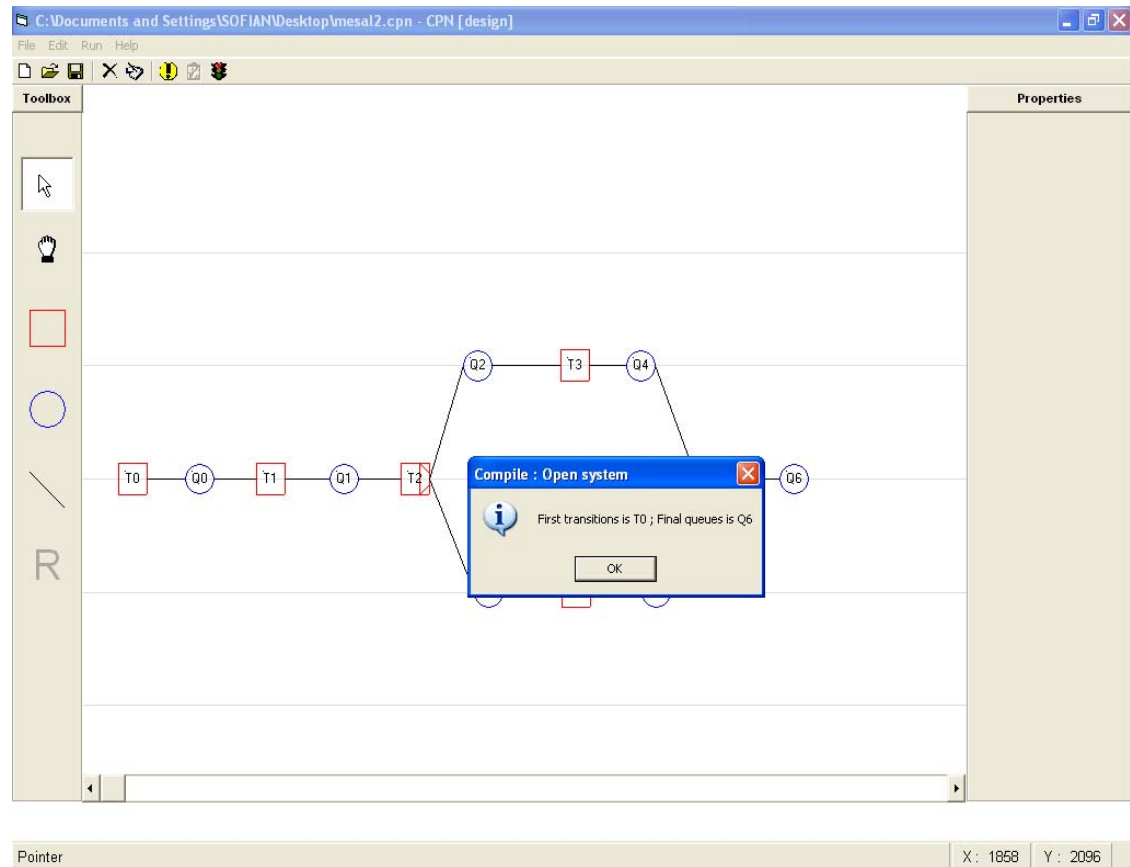 C:\Documents and Settings\SOFIAN\Desktop\mesal2.cpn - CPN [design]
File Edit Run Help
Toolbox
Properties
Q2 T3 Q4
T0 Q0 T1 Q1 T2 Q6
Compile : Open system
First transitions is T0 ; Final queues is Q6
OK
R
Pointer X : 1858 Y : 2096